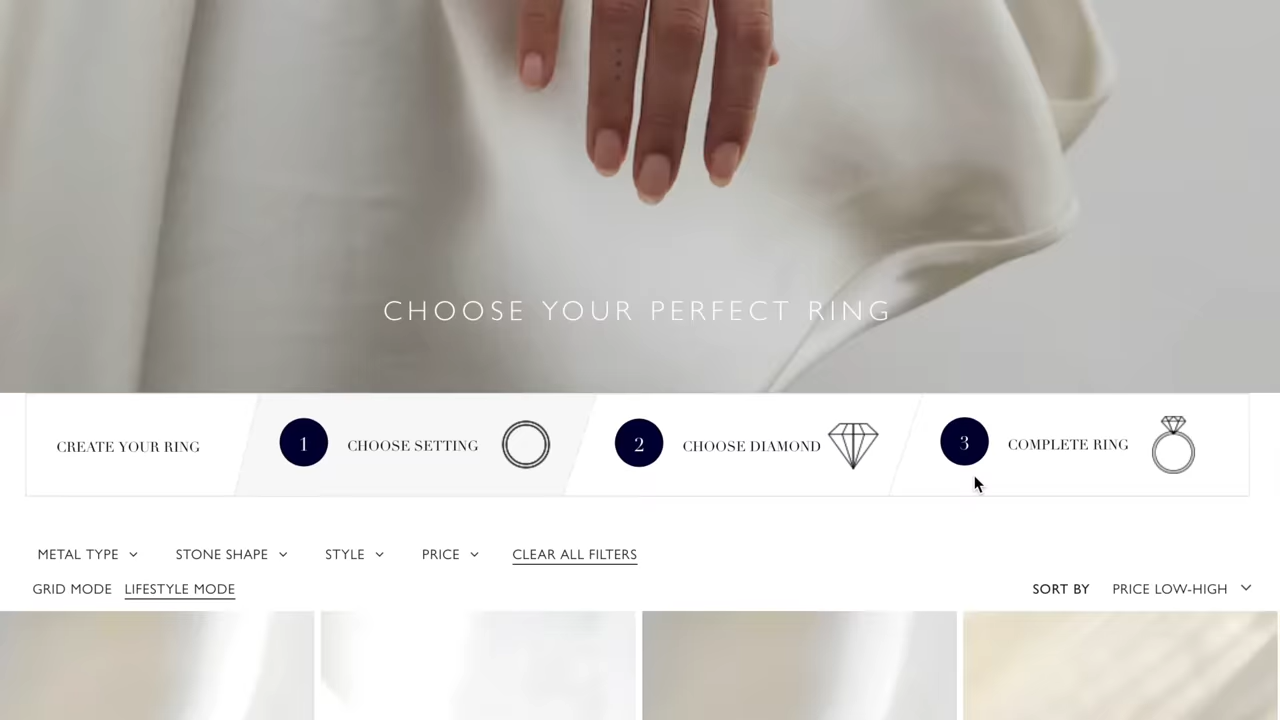 CHOOSE YOUR PERFECT RING
CREATE YOUR RING
1 CHOOSE SETTING
2 CHOOSE DIAMOND
3 COMPLETE RING
METAL TYPE STONE SHAPE STYLE PRICE CLEAR ALL FILTERS
GRID MODE LIFESTYLE MODE SORT BY PRICE LOW-HIGH